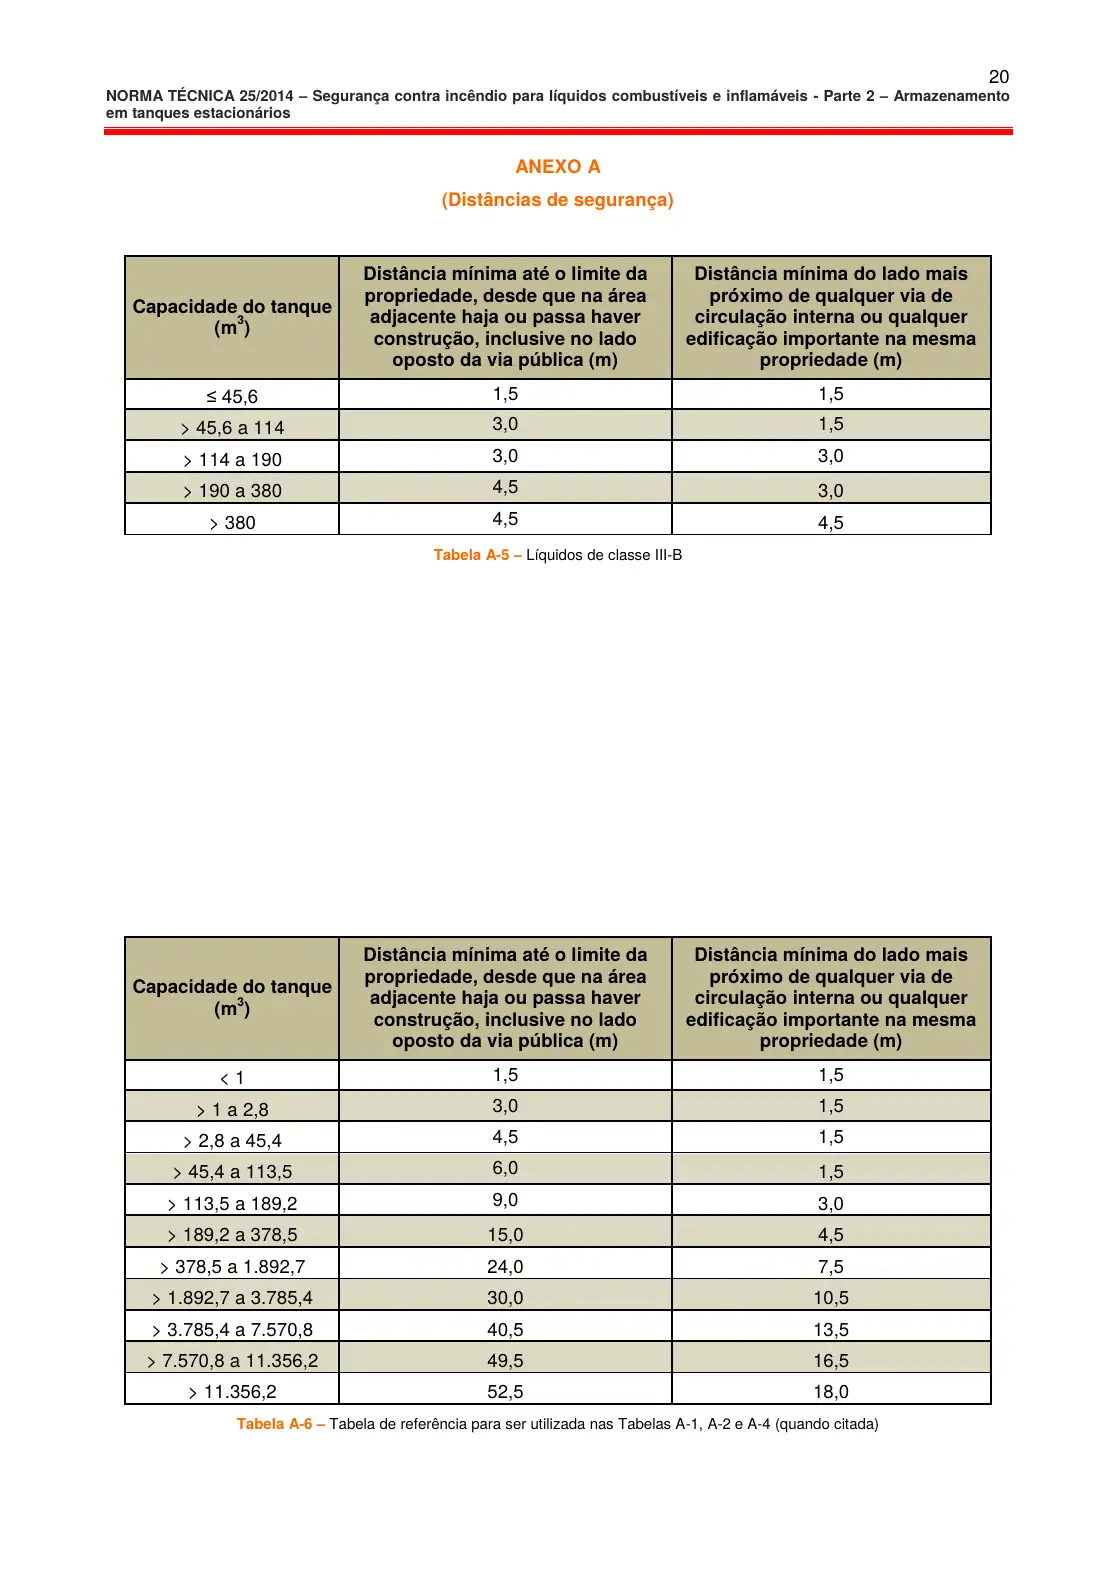 20
NORMA TÉCNICA 25/2014 – Segurança contra incêndio para líquidos combustíveis e inflamáveis - Parte 2 – Armazenamento
em tanques estacionários
ANEXO A
(Distâncias de segurança)
Capacidade do tanque
(m³)
Distância mínima até o limite da
propriedade, desde que na área
adjacente haja ou passa haver
construção, inclusive no lado
oposto da via pública (m)
Distância mínima do lado mais
próximo de qualquer via de
circulação interna ou qualquer
edificação importante na mesma
propriedade (m)
≤ 45,6 1,5 1,5
> 45,6 a 114 3,0 1,5
> 114 a 190 3,0 3,0
> 190 a 380 4,5 3,0
> 380 4,5 4,5
Tabela A-5 – Líquidos de classe III-B
Capacidade do tanque
(m³)
Distância mínima até o limite da
propriedade, desde que na área
adjacente haja ou passa haver
construção, inclusive no lado
oposto da via pública (m)
Distância mínima do lado mais
próximo de qualquer via de
circulação interna ou qualquer
edificação importante na mesma
propriedade (m)
< 1 1,5 1,5
> 1 a 2,8 3,0 1,5
> 2,8 a 45,4 4,5 1,5
> 45,4 a 113,5 6,0 1,5
> 113,5 a 189,2 9,0 3,0
> 189,2 a 378,5 15,0 4,5
> 378,5 a 1.892,7 24,0 7,5
> 1.892,7 a 3.785,4 30,0 10,5
> 3.785,4 a 7.570,8 40,5 13,5
> 7.570,8 a 11.356,2 49,5 16,5
> 11.356,2 52,5 18,0
Tabela A-6 – Tabela de referência para ser utilizada nas Tabelas A-1, A-2 e A-4 (quando citada)